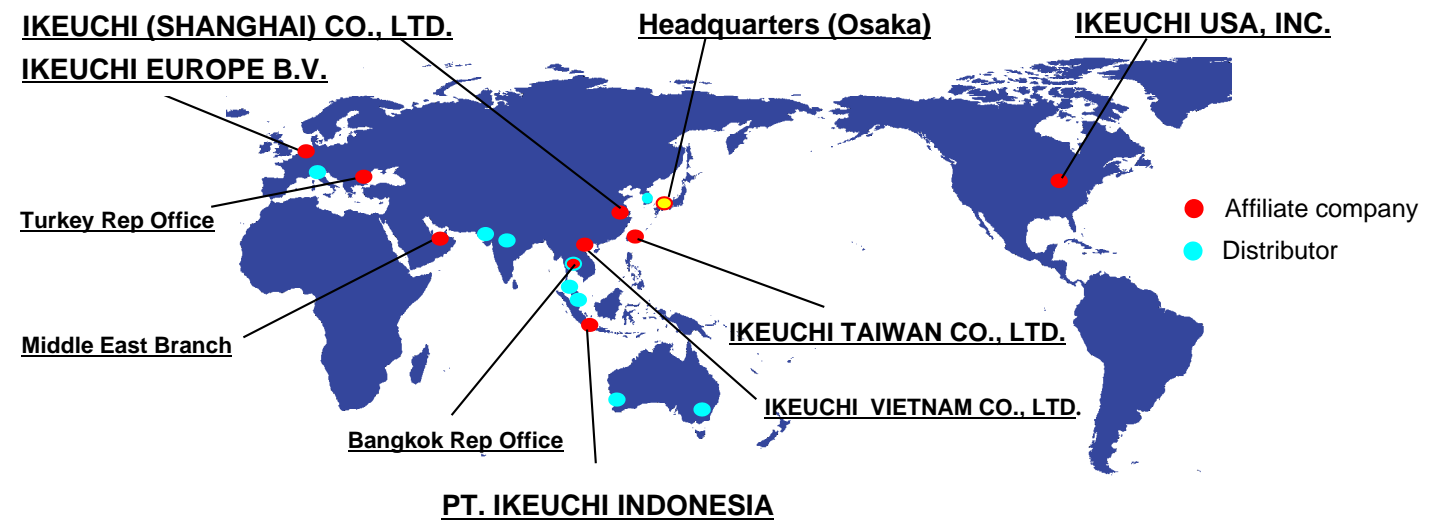 IKEUCHI (SHANGHAI) CO., LTD.
Headquarters (Osaka)
IKEUCHI USA, INC.
IKEUCHI EUROPE B.V.
Affiliate company
Turkey Rep Office
Distributor
Middle East Branch
IKEUCHI TAIWAN CO., LTD.
IKEUCHI VIETNAM CO., LTD.
Bangkok Rep Office
PT. IKEUCHI INDONESIA